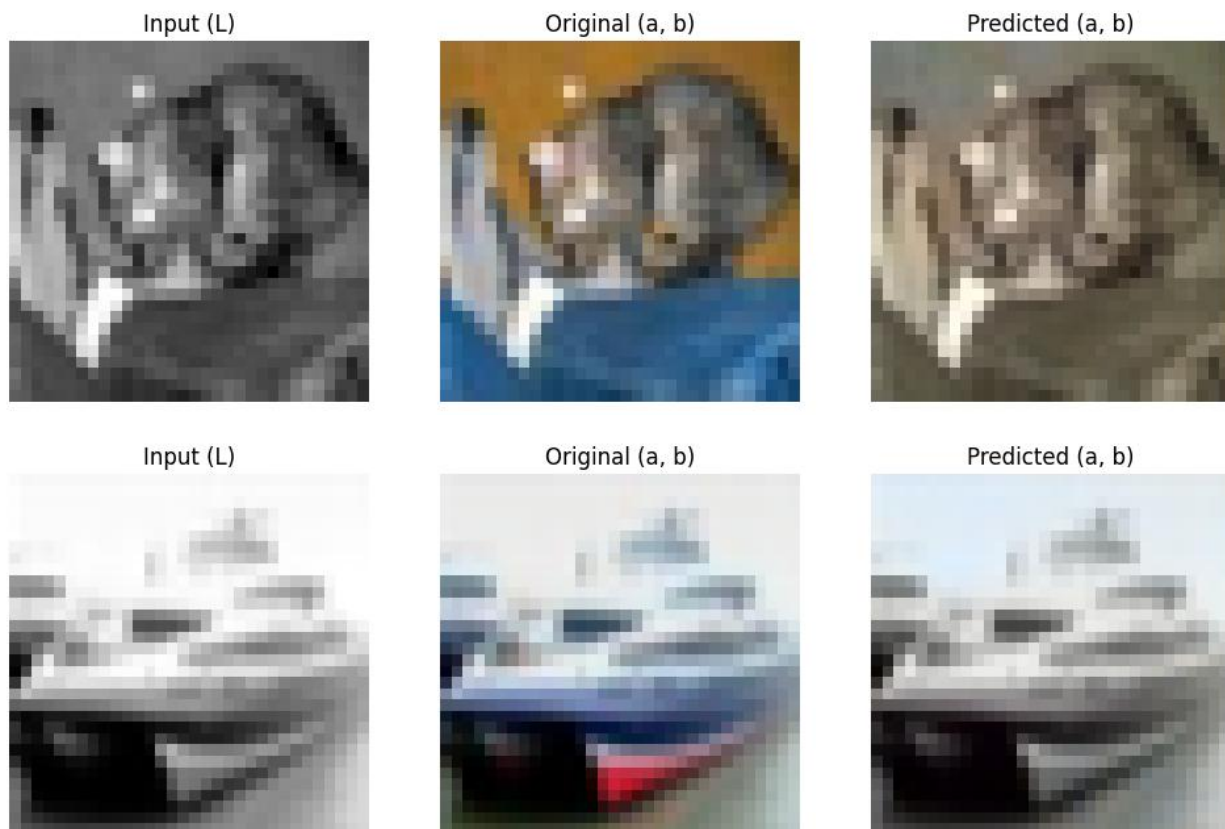 Input (L)
Original (a, b)
Predicted (a, b)
Input (L)
Original (a, b)
Predicted (a, b)